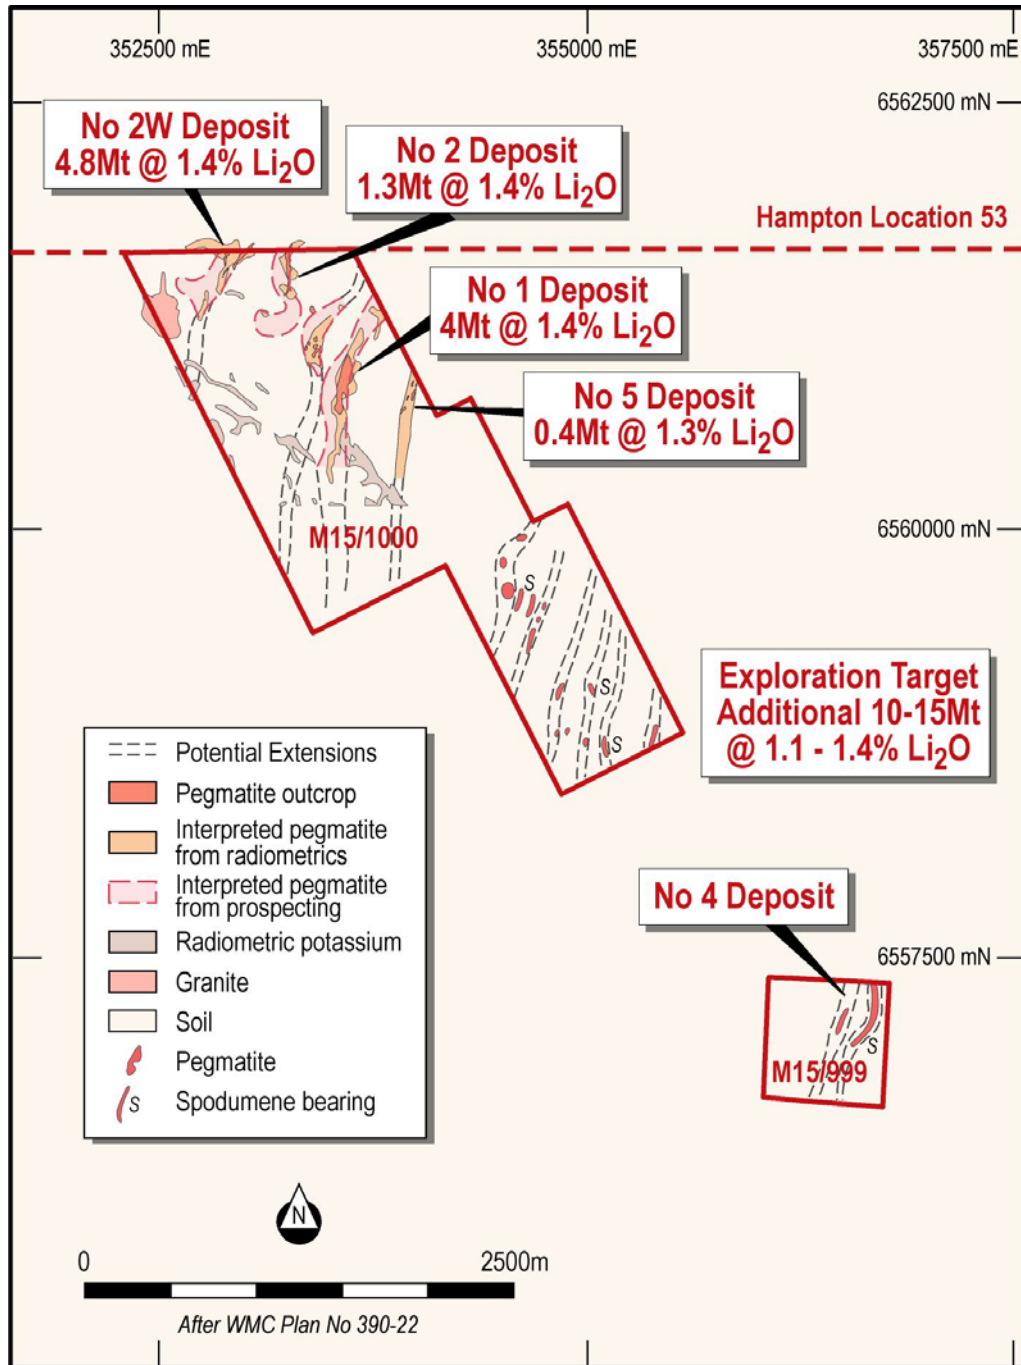 352500 mE
355000 mE
357500 mE
6562500 mN
No 2W Deposit
4.8Mt @ 1.4% Li₂O
No 2 Deposit
1.3Mt @ 1.4% Li₂O
Hampton Location 53
No 1 Deposit
4Mt @ 1.4% Li₂O
No 5 Deposit
0.4Mt @ 1.3% Li₂O
M15/1000
6560000 mN
S
S
S
Exploration Target
Additional 10-15Mt
@ 1.1 - 1.4% Li₂O
Potential Extensions
Pegmatite outcrop
Interpreted pegmatite
from radiometrics
Interpreted pegmatite
from prospecting
Radiometric potassium
Granite
Soil
Pegmatite
S
Spodumene bearing
No 4 Deposit
6557500 mN
S
M15/999
N
0
2500m
After WMC Plan No 390-22